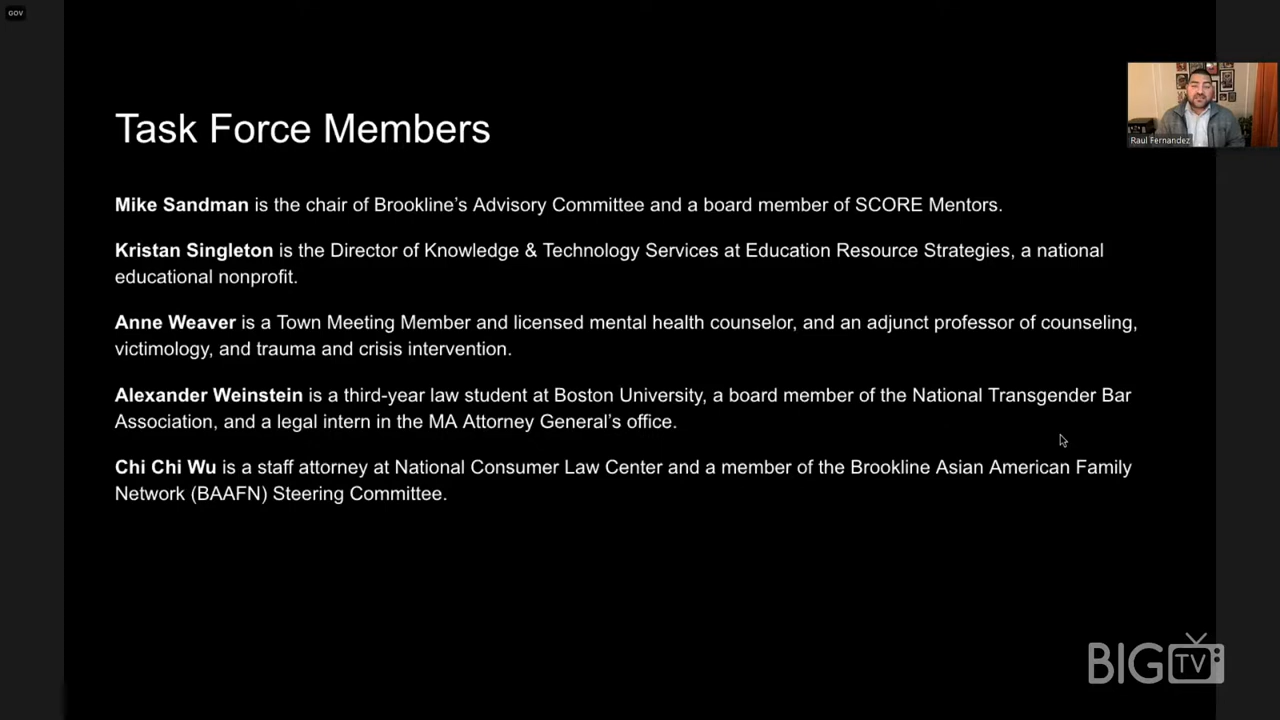 oov
Raul Fernandez
Task Force Members
Mike Sandman is the chair of Brookline’s Advisory Committee and a board member of SCORE Mentors.
Kristan Singleton is the Director of Knowledge & Technology Services at Education Resource Strategies, a national
educational nonprofit.
Anne Weaver is a Town Meeting Member and licensed mental health counselor, and an adjunct professor of counseling,
victimology, and trauma and crisis intervention.
Alexander Weinstein is a third-year law student at Boston University, a board member of the National Transgender Bar
Association, and a legal intern in the MA Attorney General’s office.
Chi Chi Wu is a staff attorney at National Consumer Law Center and a member of the Brookline Asian American Family
Network (BAAFN) Steering Committee.
BIG TV